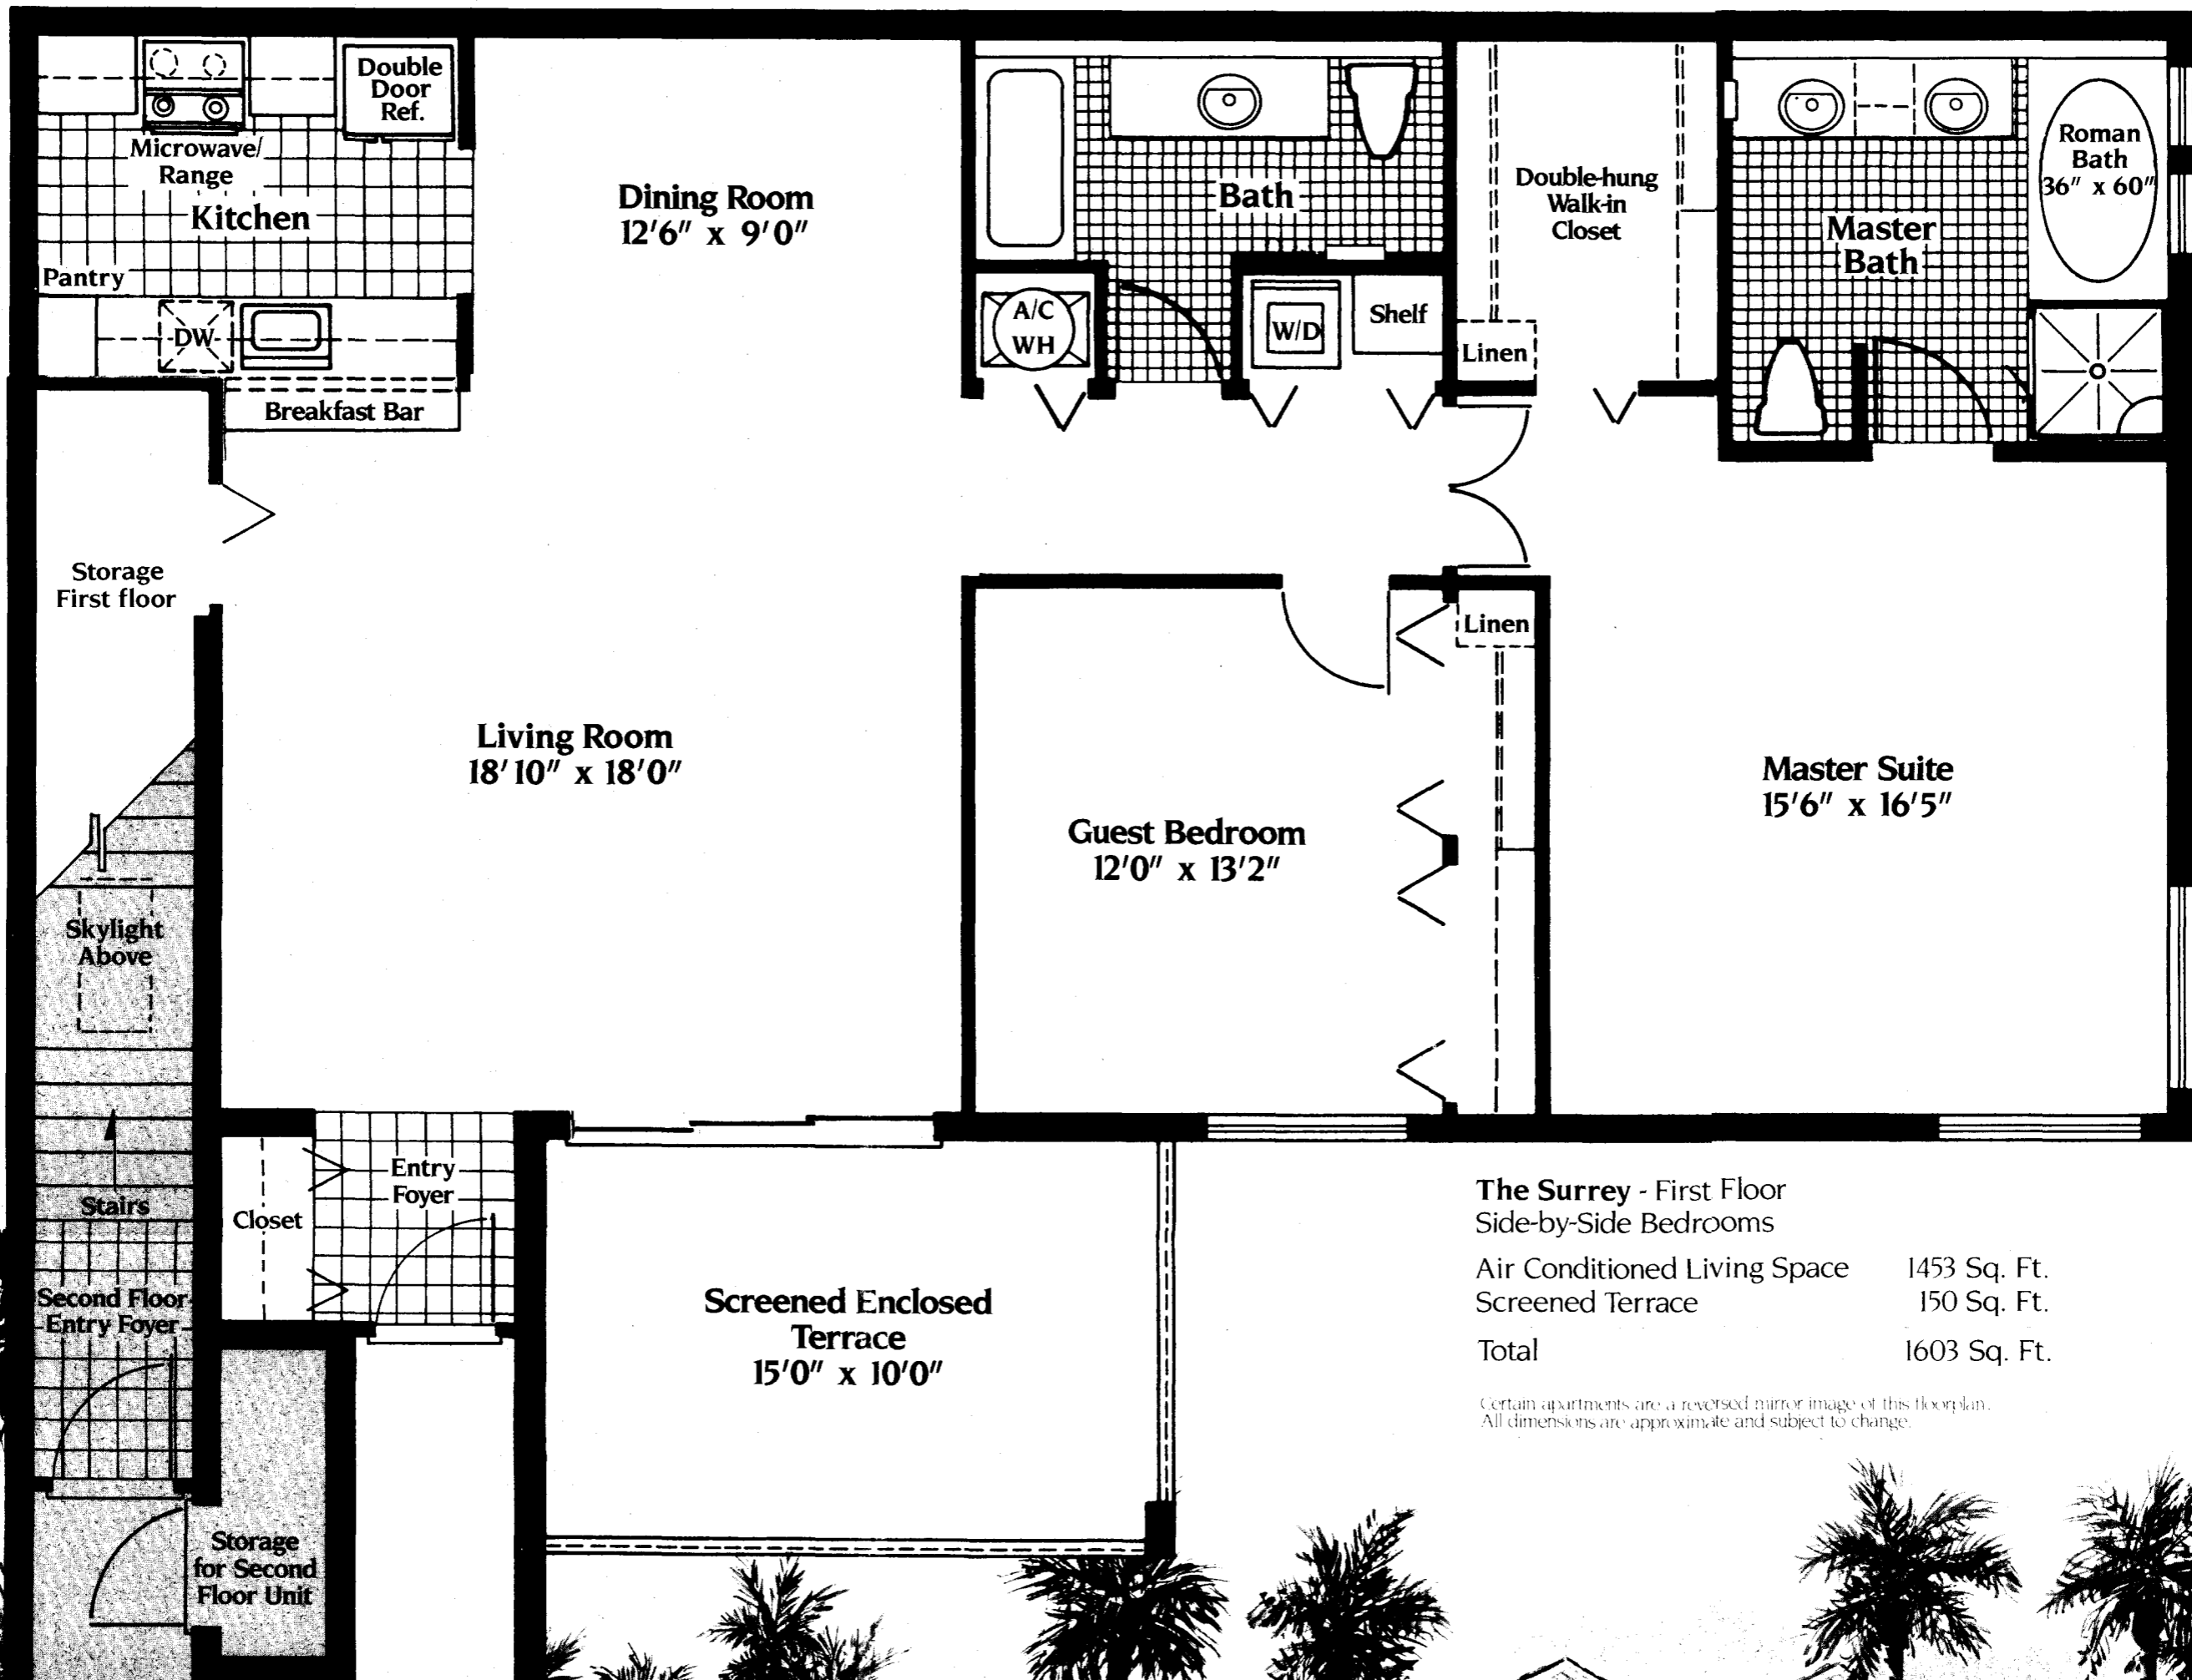 Double
Door
Ref.
Microwave/
Range
Kitchen
Pantry
DW
Breakfast Bar
Dining Room
12'6" x 9'0"
Bath
A/C
WH
W/D
Shelf
Double-hung
Walk-in
Closet
Linen
Master
Bath
Roman
Bath
36" x 60"
Storage
First floor
Living Room
18'10" x 18'0"
Linen
Guest Bedroom
12'0" x 13'2"
Master Suite
15'6" x 16'5"
Skylight
Above
Stairs
Second Floor
Entry Foyer
Closet
Entry
Foyer
Screened Enclosed
Terrace
15'0" x 10'0"
Storage
for Second
Floor Unit
The Surrey - First Floor
Side-by-Side Bedrooms
Air Conditioned Living Space 1453 Sq. Ft.
Screened Terrace 150 Sq. Ft.
Total 1603 Sq. Ft.
Certain apartments are a reversed mirror image of this floorplan.
All dimensions are approximate and subject to change.